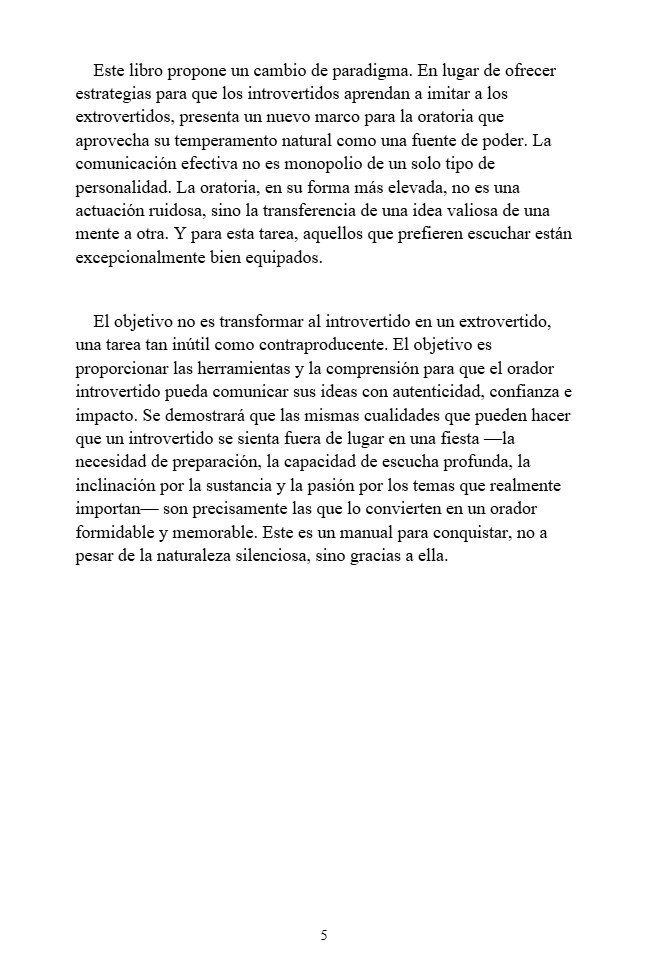 Este libro propone un cambio de paradigma. En lugar de ofrecer
estrategias para que los introvertidos aprendan a imitar a los
extrovertidos, presenta un nuevo marco para la oratoria que
aprovecha su temperamento natural como una fuente de poder. La
comunicación efectiva no es monopolio de un solo tipo de
personalidad. La oratoria, en su forma más elevada, no es una
actuación ruidosa, sino la transferencia de una idea valiosa de una
mente a otra. Y para esta tarea, aquellos que prefieren escuchar están
excepcionalmente bien equipados.
El objetivo no es transformar al introvertido en un extrovertido,
una tarea tan inútil como contraproducente. El objetivo es
proporcionar las herramientas y la comprensión para que el orador
introvertido pueda comunicar sus ideas con autenticidad, confianza e
impacto. Se demostrará que las mismas cualidades que pueden hacer
que un introvertido se sienta fuera de lugar en una fiesta —la
necesidad de preparación, la capacidad de escucha profunda, la
inclinación por la sustancia y la pasión por los temas que realmente
importan— son precisamente las que lo convierten en un orador
formidable y memorable. Este es un manual para conquistar, no a
pesar de la naturaleza silenciosa, sino gracias a ella.
5